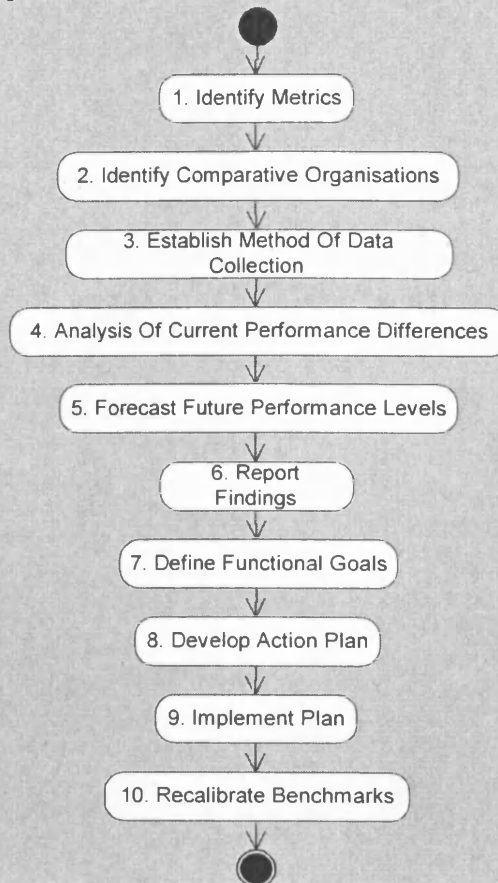 1. Identify Metrics
2. Identify Comparative Organisations
3. Establish Method Of Data
Collection
4. Analysis Of Current Performance Differences
5. Forecast Future Performance Levels
6. Report
Findings
7. Define Functional Goals
8. Develop Action Plan
9. Implement Plan
10. Recalibrate Benchmarks